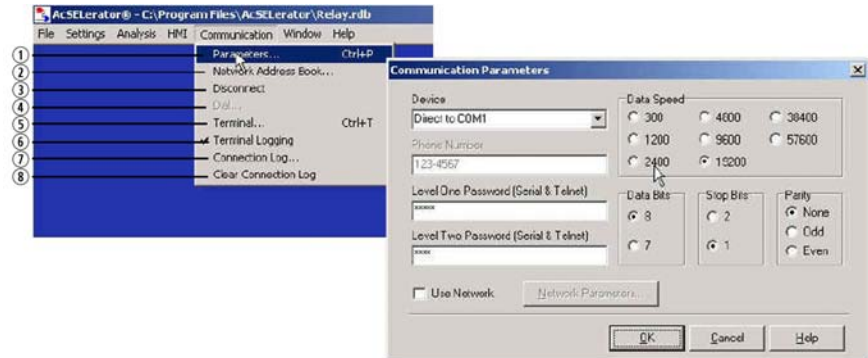 AcSELerator® - C:\Program Files\AcSELerator\Relay.rdb
File Settings Analysis HMI Communication Window Help
1 Parameters... Ctrl+P
2 Network Address Book...
3 Disconnect
4 Dial...
5 Terminal... Ctrl+T
6 Terminal Logging
7 Connection Log...
8 Clear Connection Log
Communication Parameters
Device
Direct to COM1
Phone Number
123-4567
Level One Password (Serial & Telnet)
*****
Level Two Password (Serial & Telnet)
****
Use Network
Network Parameters...
Data Speed
300 4800 38400
1200 9600 57600
2400 19200
Data Bits
8
7
Stop Bits
2
1
Parity
None
Odd
Even
OK Cancel Help